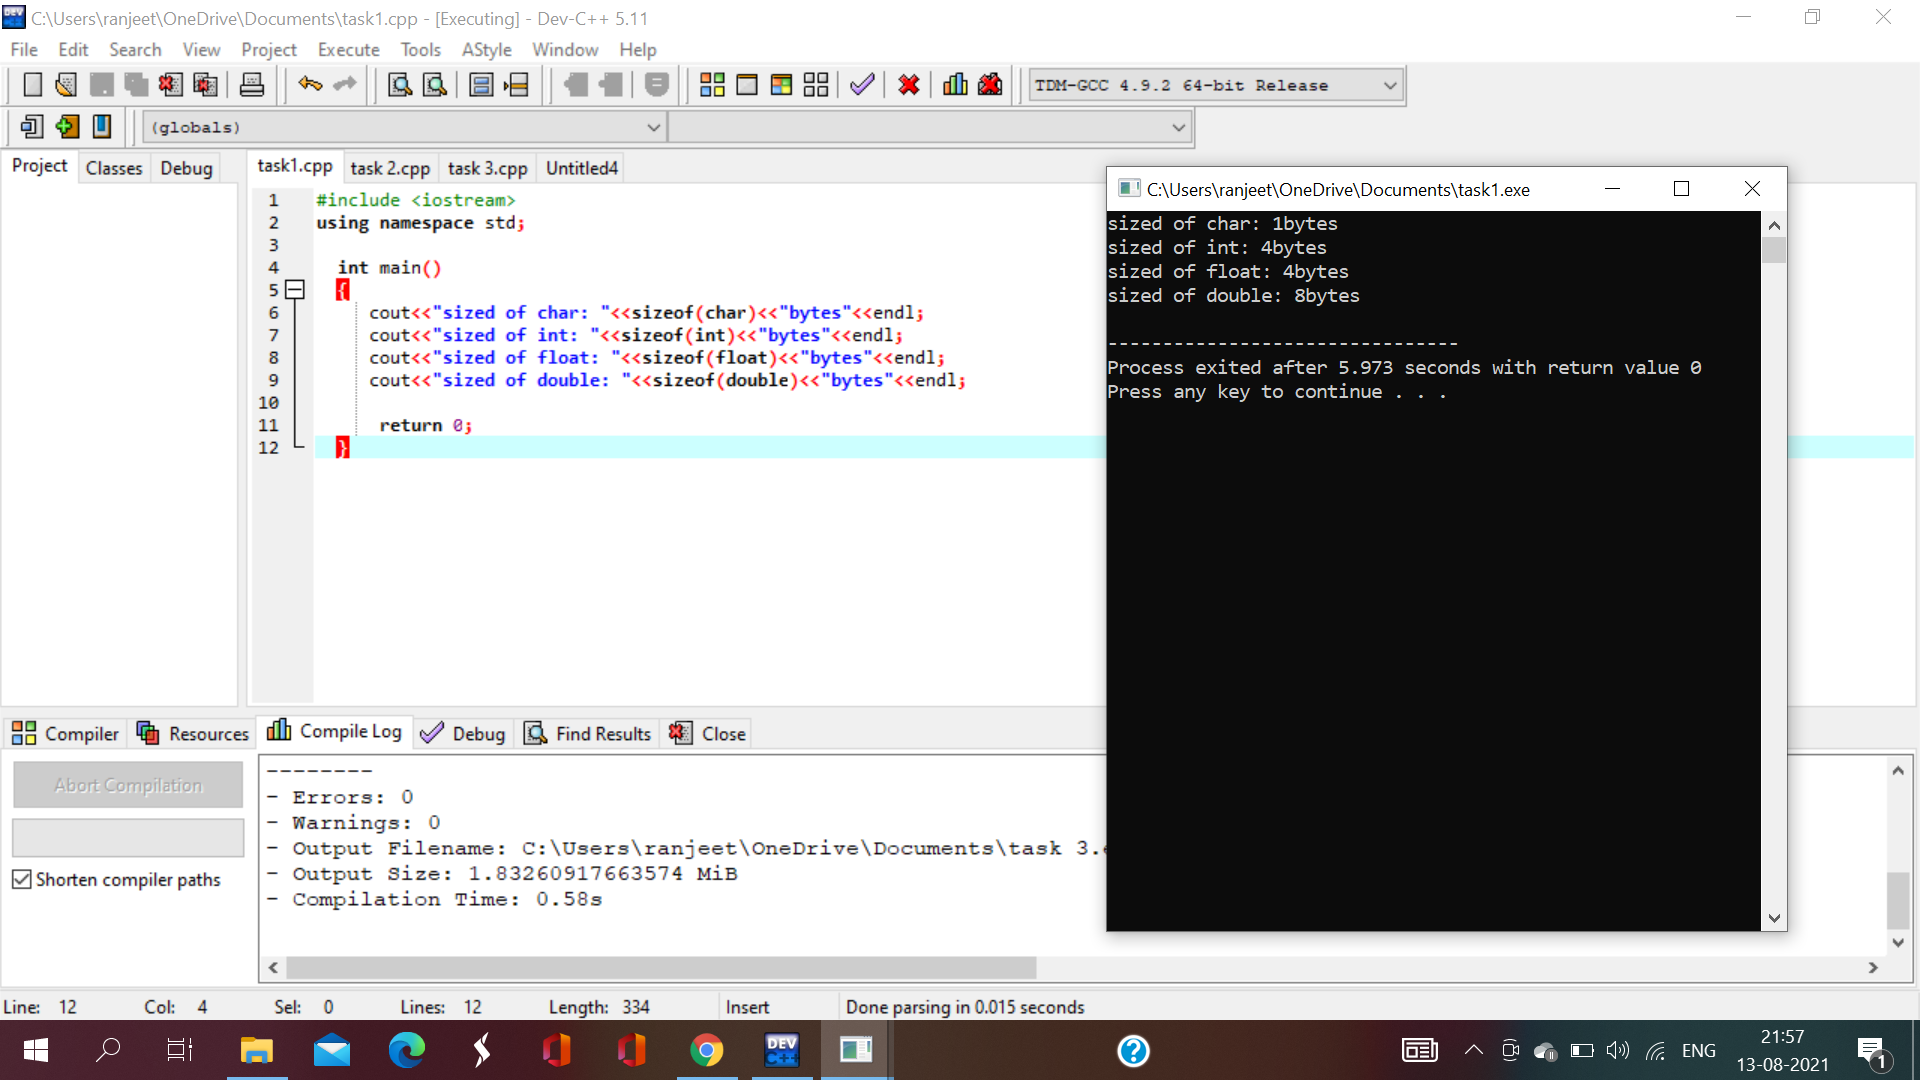 C:\Users\ranjeet\OneDrive\Documents\task1.cpp - [Executing] - Dev-C++ 5.11
File Edit Search View Project Execute Tools AStyle Window Help
TDM-GCC 4.9.2 64-bit Release
(globals)
Project Classes Debug
task1.cpp task 2.cpp task 3.cpp Untitled4
1 #include <iostream>
2 using namespace std;
3
4 int main()
5 {
6 cout<<"sized of char: "<<sizeof(char)<<"bytes"<<endl;
7 cout<<"sized of int: "<<sizeof(int)<<"bytes"<<endl;
8 cout<<"sized of float: "<<sizeof(float)<<"bytes"<<endl;
9 cout<<"sized of double: "<<sizeof(double)<<"bytes"<<endl;
10
11 return 0;
12 }
C:\Users\ranjeet\OneDrive\Documents\task1.exe
sized of char: 1bytes
sized of int: 4bytes
sized of float: 4bytes
sized of double: 8bytes
--------------------------------
Process exited after 5.973 seconds with return value 0
Press any key to continue . . .
Compiler Resources Compile Log Debug Find Results Close
Abort Compilation
Shorten compiler paths
--------
- Errors: 0
- Warnings: 0
- Output Filename: C:\Users\ranjeet\OneDrive\Documents\task 3.
- Output Size: 1.83260917663574 MiB
- Compilation Time: 0.58s
Line: 12 Col: 4 Sel: 0 Lines: 12 Length: 334 Insert Done parsing in 0.015 seconds
DEV C++
ENG
21:57
13-08-2021
1